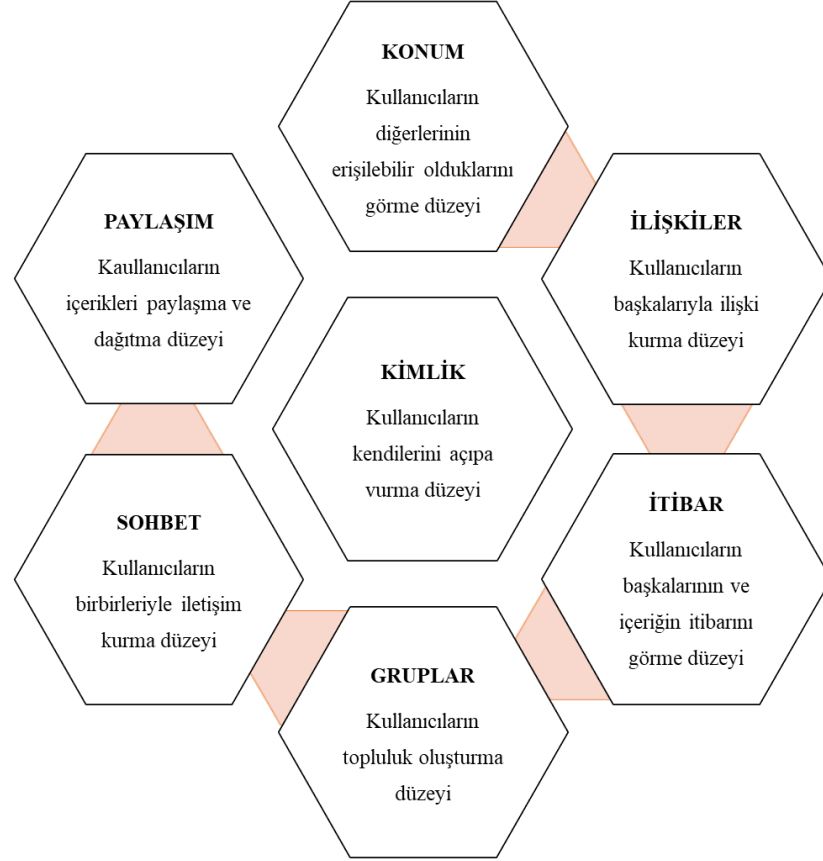 KONUM
Kullanıcıların
diğerlerinin
erişilebilir olduklarını
görme düzeyi
PAYLAŞIM
Kaullanıcıların
içerikleri paylaşma ve
dağıtma düzeyi
İLİŞKİLER
Kullanıcıların
başkalarıyla ilişki
kurma düzeyi
KİMLİK
Kullanıcıların
kendilerini açıpa
vurma düzeyi
SOHBET
Kullanıcıların
birbirleriyle iletişim
kurma düzeyi
İTİBAR
Kullanıcıların
başkalarının ve
içeriğin itibarını
görme düzeyi
GRUPLAR
Kullanıcıların
topluluk oluşturma
düzeyi